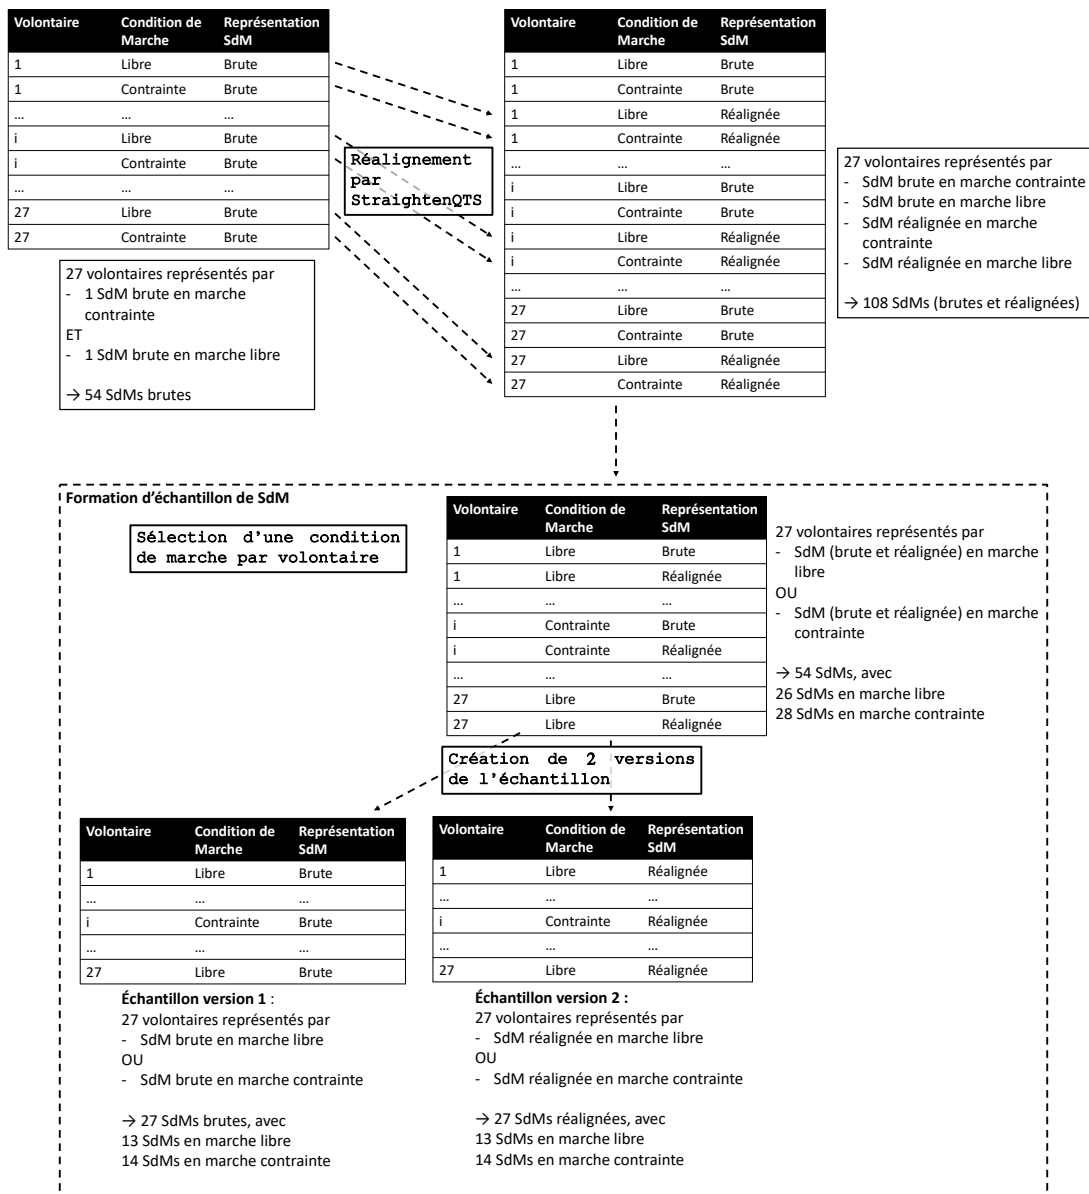 Volontaire Condition de Marche Représentation SdM
1 Libre Brute
1 Contrainte Brute
... ... ...
i Libre Brute
i Contrainte Brute
... ... ...
27 Libre Brute
27 Contrainte Brute
27 volontaires représentés par
- 1 SdM brute en marche
contrainte
ET
- 1 SdM brute en marche libre
→ 54 SdMs brutes
Réalignement
par
StraightenQTS
Volontaire Condition de Marche Représentation SdM
1 Libre Brute
1 Contrainte Brute
1 Libre Réalignée
1 Contrainte Réalignée
... ... ...
i Libre Brute
i Contrainte Brute
i Libre Réalignée
i Contrainte Réalignée
... ... ...
27 Libre Brute
27 Contrainte Brute
27 Libre Réalignée
27 Contrainte Réalignée
27 volontaires représentés par
- SdM brute en marche contrainte
- SdM brute en marche libre
- SdM réalignée en marche
contrainte
- SdM réalignée en marche libre
→ 108 SdMs (brutes et réalignées)
Formation d'échantillon de SdM
Sélection d'une condition
de marche par volontaire
Volontaire Condition de Marche Représentation SdM
1 Libre Brute
1 Libre Réalignée
... ... ...
i Contrainte Brute
i Contrainte Réalignée
... ... ...
27 Libre Brute
27 Libre Réalignée
27 volontaires représentés par
- SdM (brute et réalignée) en marche
libre
OU
- SdM (brute et réalignée) en marche
contrainte
→ 54 SdMs, avec
26 SdMs en marche libre
28 SdMs en marche contrainte
Création de 2 versions
de l'échantillon
Volontaire Condition de Marche Représentation SdM
1 Libre Brute
... ... ...
i Contrainte Brute
... ... ...
27 Libre Brute
Échantillon version 1 :
27 volontaires représentés par
- SdM brute en marche libre
OU
- SdM brute en marche contrainte
→ 27 SdMs brutes, avec
13 SdMs en marche libre
14 SdMs en marche contrainte
Volontaire Condition de Marche Représentation SdM
1 Libre Réalignée
... ... ...
i Contrainte Réalignée
... ... ...
27 Libre Réalignée
Échantillon version 2 :
27 volontaires représentés par
- SdM réalignée en marche libre
OU
- SdM réalignée en marche contrainte
→ 27 SdMs réalignées, avec
13 SdMs en marche libre
14 SdMs en marche contrainte